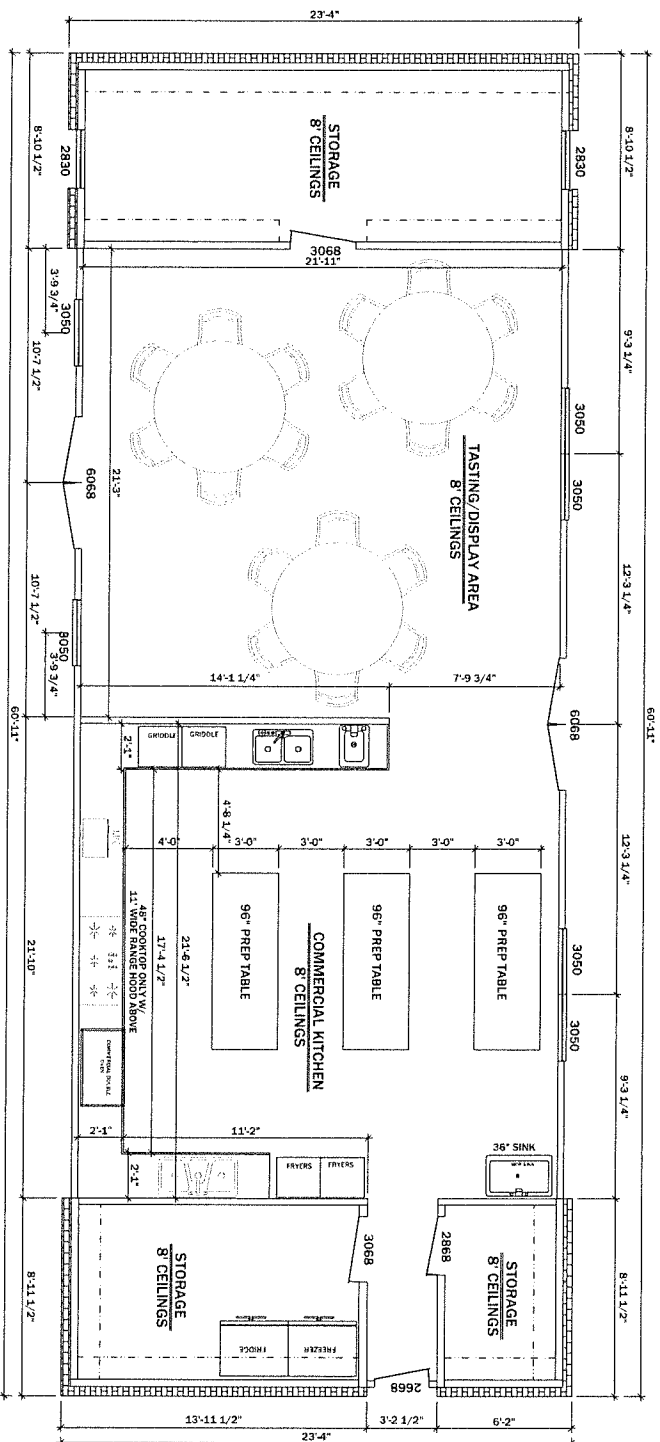 23'-4"
60'-11"
8'-10 1/2"
2830
STORAGE
8' CEILINGS
2830
8'-10 1/2"
3068
21'-11"
3'-9 3/4"
3050
10'-7 1/2"
9'-3 1/4"
3050
3050
TASTING/DISPLAY AREA
8' CEILINGS
6068
21'-3"
12'-3 1/4"
10'-7 1/2"
3050
3'-9 3/4"
14'-1 1/4"
7'-9 3/4"
60'-11"
6068
2'-1"
GRIDDLE
GRIDDLE
4'-8 1/4"
4'-0"
3'-0"
3'-0"
3'-0"
3'-0"
3'-0"
12'-3 1/4"
96" PREP TABLE
96" PREP TABLE
96" PREP TABLE
COMMERCIAL KITCHEN
8' CEILINGS
48" COOKTOP ONLY W/
11' WIDE RANGE HOOD ABOVE
17'-4 1/2"
21'-6 1/2"
21'-10"
3050
3050
COMMERCIAL DOUBLE
OVEN
9'-3 1/4"
2'-1"
11'-2"
2'-1"
FRYERS
FRYERS
36" SINK
3068
2868
STORAGE
8' CEILINGS
STORAGE
8' CEILINGS
8'-11 1/2"
8'-11 1/2"
FRIDGE
FREEZER
2668
13'-11 1/2"
3'-2 1/2"
6'-2"
23'-4"